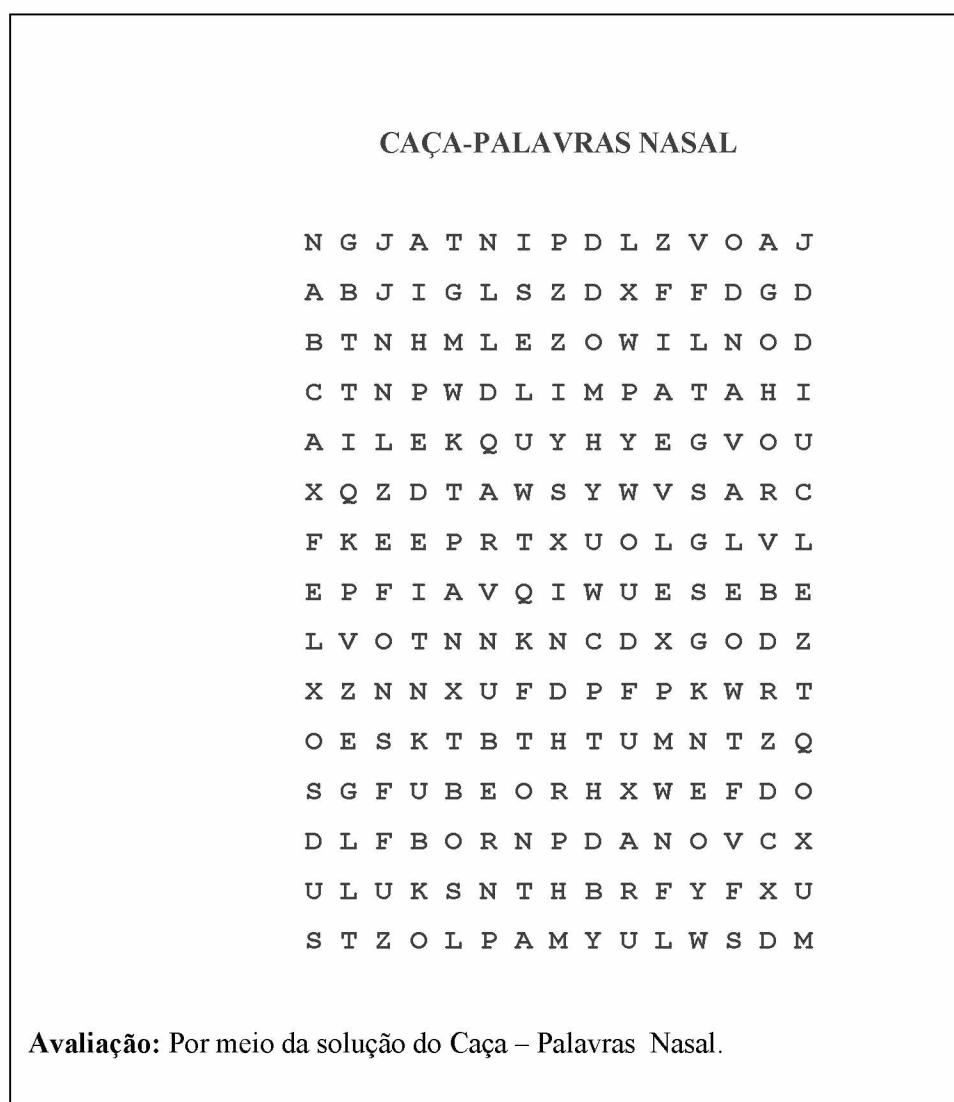 CAÇA-PALAVRAS NASAL
N G J A T N I P D L Z V O A J
A B J I G L S Z D X F F D G D
B T N H M L E Z O W I L N O D
C T N P W D L I M P A T A H I
A I L E K Q U Y H Y E G V O U
X Q Z D T A W S Y W V S A R C
F K E E P R T X U O L G L V L
E P F I A V Q I W U E S E B E
L V O T N N K N C D X G O D Z
X Z N N X U F D P F P K W R T
O E S K T B T H T U M N T Z Q
S G F U B E O R H X W E F D O
D L F B O R N P D A N O V C X
U L U K S N T H B R F Y F X U
S T Z O L P A M Y U L W S D M
Avaliação: Por meio da solução do Caça – Palavras Nasal.